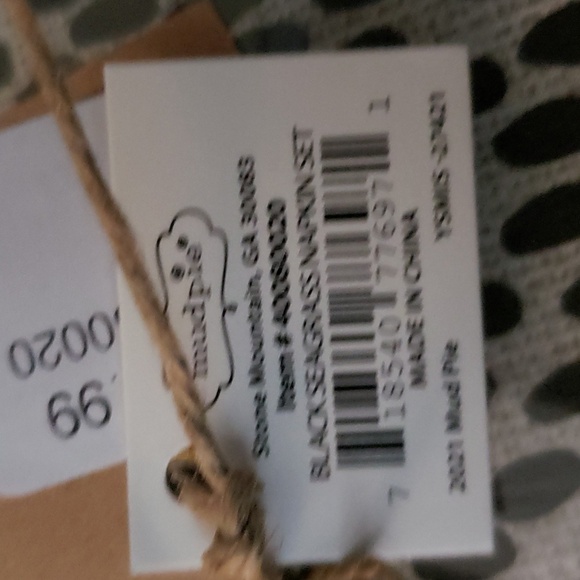 mudpie
Stone Mountain, GA 30083
Item # 40080020
BLACK SEAGRASS NAPKIN SET
7 18540 77697 1
MADE IN CHINA
2021 Mud Pie
0020
.99